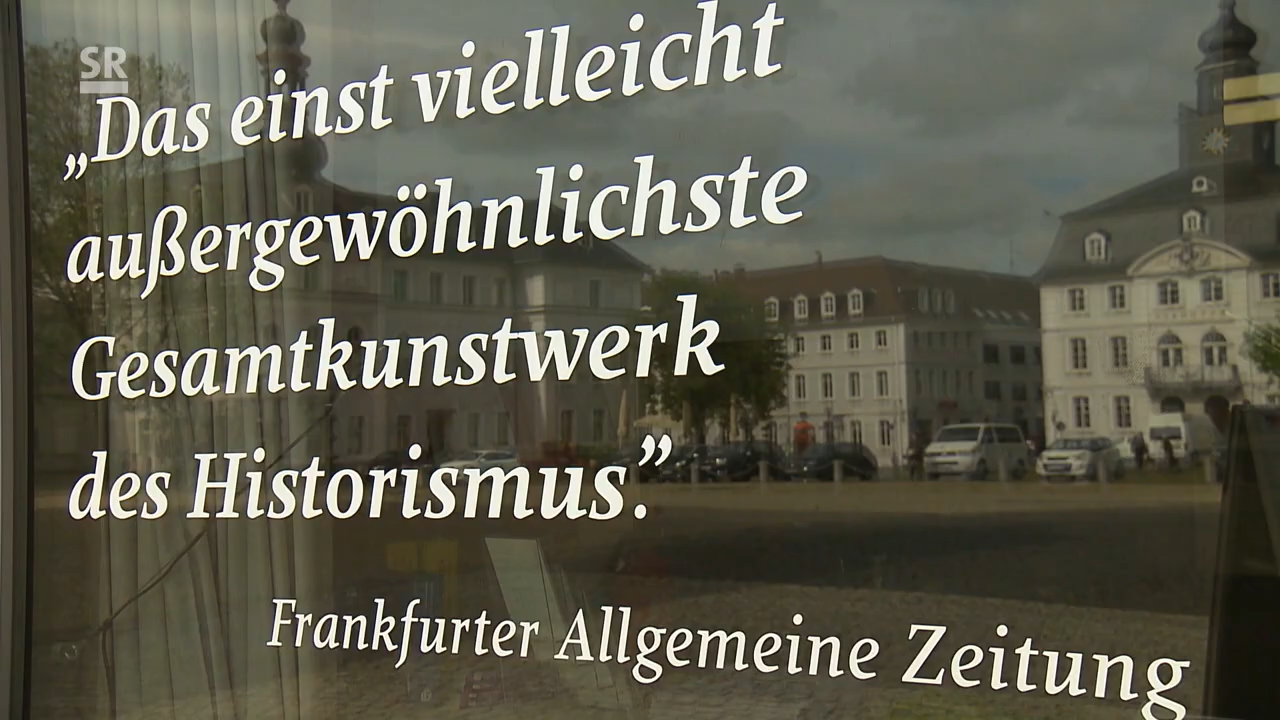 SR
„Das einst vielleicht
außergewöhnlichste
Gesamtkunstwerk
des Historismus.”
Frankfurter Allgemeine Zeitung